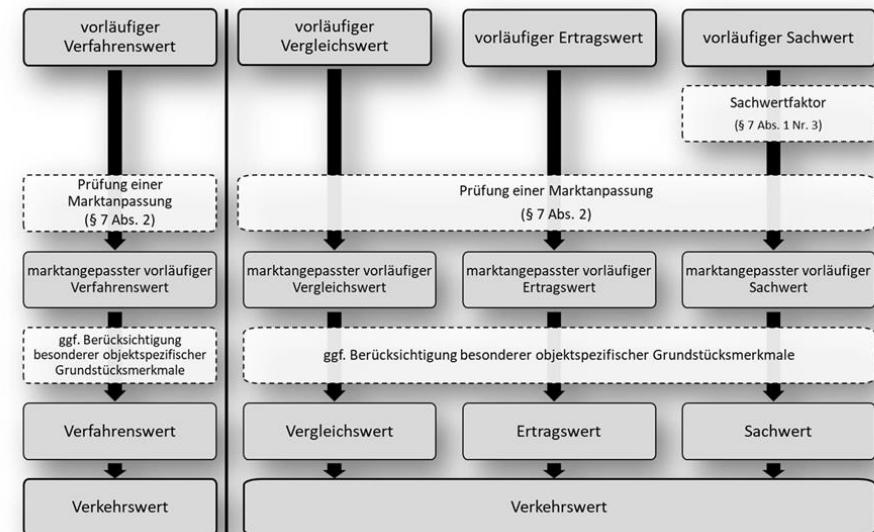 vorläufiger
Verfahrenswert
vorläufiger
Vergleichswert
vorläufiger Ertragswert
vorläufiger Sachwert
Sachwertfaktor
(§ 7 Abs. 1 Nr. 3)
Prüfung einer
Marktanpassung
(§ 7 Abs. 2)
Prüfung einer Marktanpassung
(§ 7 Abs. 2)
marktangepasster vorläufiger
Verfahrenswert
marktangepasster vorläufiger
Vergleichswert
marktangepasster vorläufiger
Ertragswert
marktangepasster vorläufiger
Sachwert
ggf. Berücksichtigung
besonderer objektspezifischer
Grundstücksmerkmale
ggf. Berücksichtigung besonderer objektspezifischer Grundstücksmerkmale
Verfahrenswert
Vergleichswert
Ertragswert
Sachwert
Verkehrswert
Verkehrswert